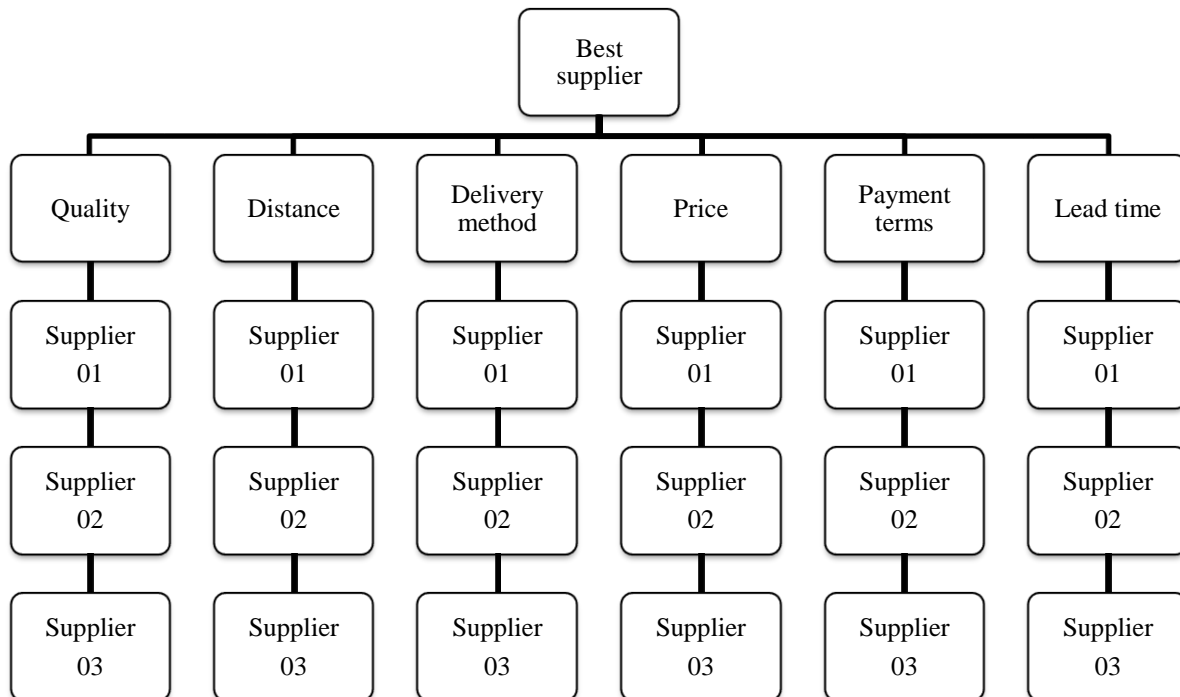 Best
supplier
Quality
Distance
Delivery
method
Price
Payment
terms
Lead time
Supplier
01
Supplier
01
Supplier
01
Supplier
01
Supplier
01
Supplier
01
Supplier
02
Supplier
02
Supplier
02
Supplier
02
Supplier
02
Supplier
02
Supplier
03
Supplier
03
Supplier
03
Supplier
03
Supplier
03
Supplier
03